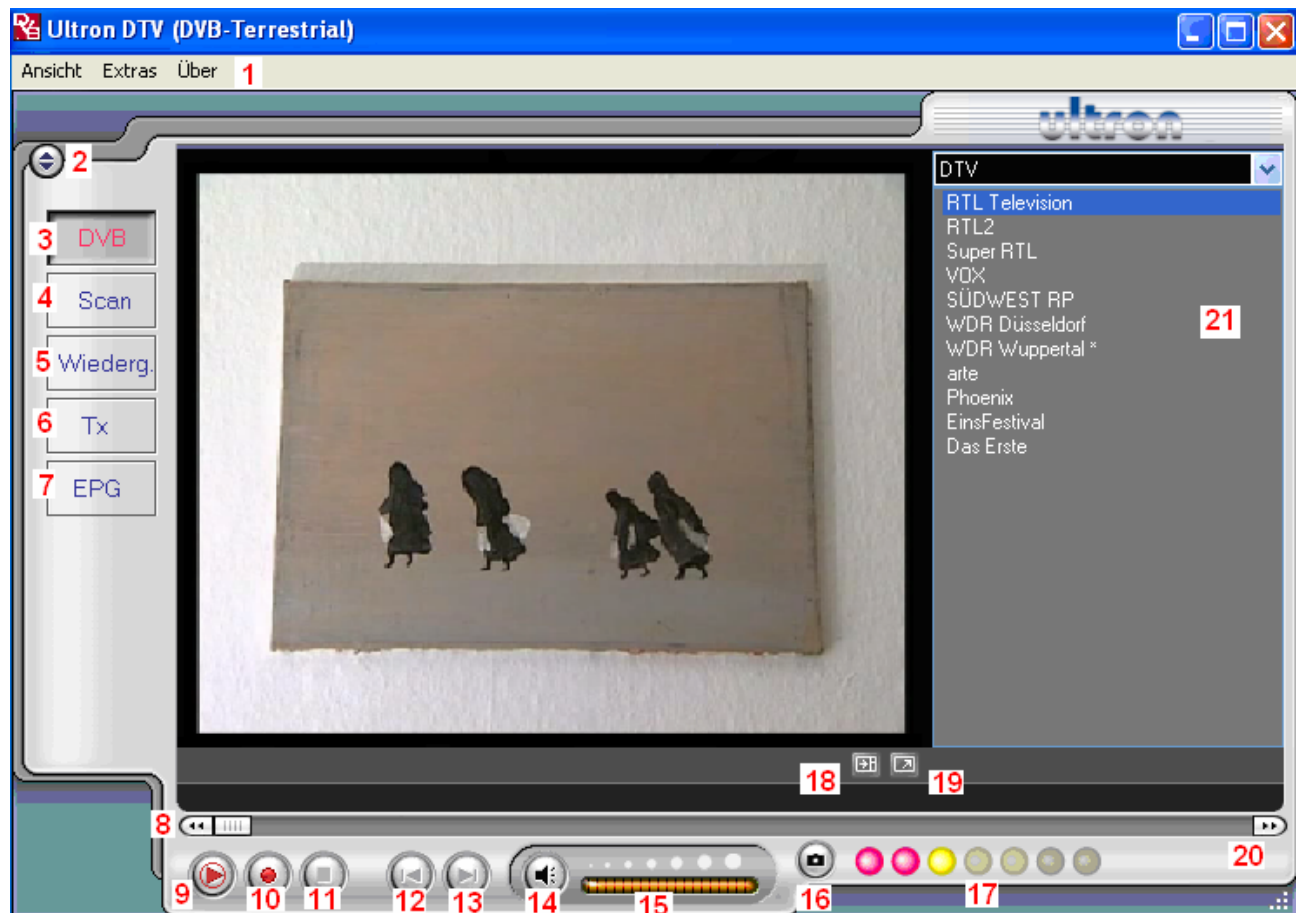 Ultron DTV (DVB-Terrestrial)
Ansicht Extras Über 1
ultron
2
DTV
3 DVB
4 Scan
5 Wiederg.
6 Tx
7 EPG
RTL Television
RTL2
Super RTL
VOX
SÜDWEST RP
WDR Düsseldorf
WDR Wuppertal *
arte
Phoenix
EinsFestival
Das Erste
21
18 19
8
20
9 10 11 12 13 14 15 16 17